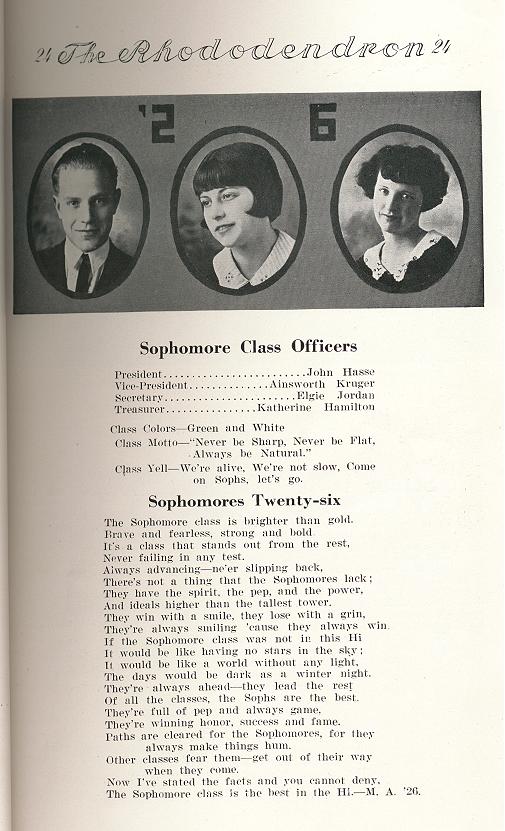 24 The Rhododendron 24
'26
Sophomore Class Officers
President........................John Hasse
Vice-President.............Ainsworth Kruger
Secretary......................Elgie Jordan
Treasurer...............Katherine Hamilton
Class Colors—Green and White
Class Motto—"Never be Sharp, Never be Flat,
Always be Natural."
Class Yell—We're alive, We're not slow, Come
on Sophs, let's go.
Sophomores Twenty-six
The Sophomore class is brighter than gold.
Brave and fearless, strong and bold
It's a class that stands out from the rest,
Never failing in any test.
Always advancing—ne'er slipping back,
There's not a thing that the Sophomores lack;
They have the spirit, the pep, and the power,
And ideals higher than the tallest tower.
They win with a smile, they lose with a grin,
They're always smiling 'cause they always win.
If the Sophomore class was not in this Hi
It would be like having no stars in the sky;
It would be like a world without any light,
The days would be dark as a winter night.
They're always ahead—they lead the rest
Of all the classes, the Sophs are the best.
They're full of pep and always game,
They're winning honor, success and fame.
Paths are cleared for the Sophomores, for they
always make things hum.
Other classes fear them—get out of their way
when they come.
Now I've stated the facts and you cannot deny,
The Sophomore class is the best in the Hi.—M. A. '26.